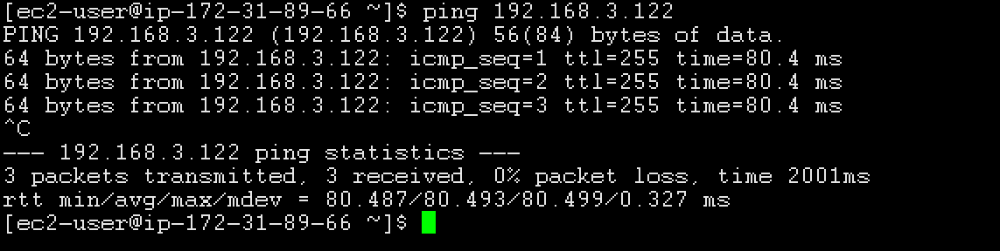 [ec2-user@ip-172-31-89-66 ~]$ ping 192.168.3.122
PING 192.168.3.122 (192.168.3.122) 56(84) bytes of data.
64 bytes from 192.168.3.122: icmp_seq=1 ttl=255 time=80.4 ms
64 bytes from 192.168.3.122: icmp_seq=2 ttl=255 time=80.4 ms
64 bytes from 192.168.3.122: icmp_seq=3 ttl=255 time=80.4 ms
^C
--- 192.168.3.122 ping statistics ---
3 packets transmitted, 3 received, 0% packet loss, time 2001ms
rtt min/avg/max/mdev = 80.487/80.493/80.499/0.327 ms
[ec2-user@ip-172-31-89-66 ~]$